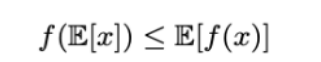 f(𝔼[x]) ≤ 𝔼[f(x)]